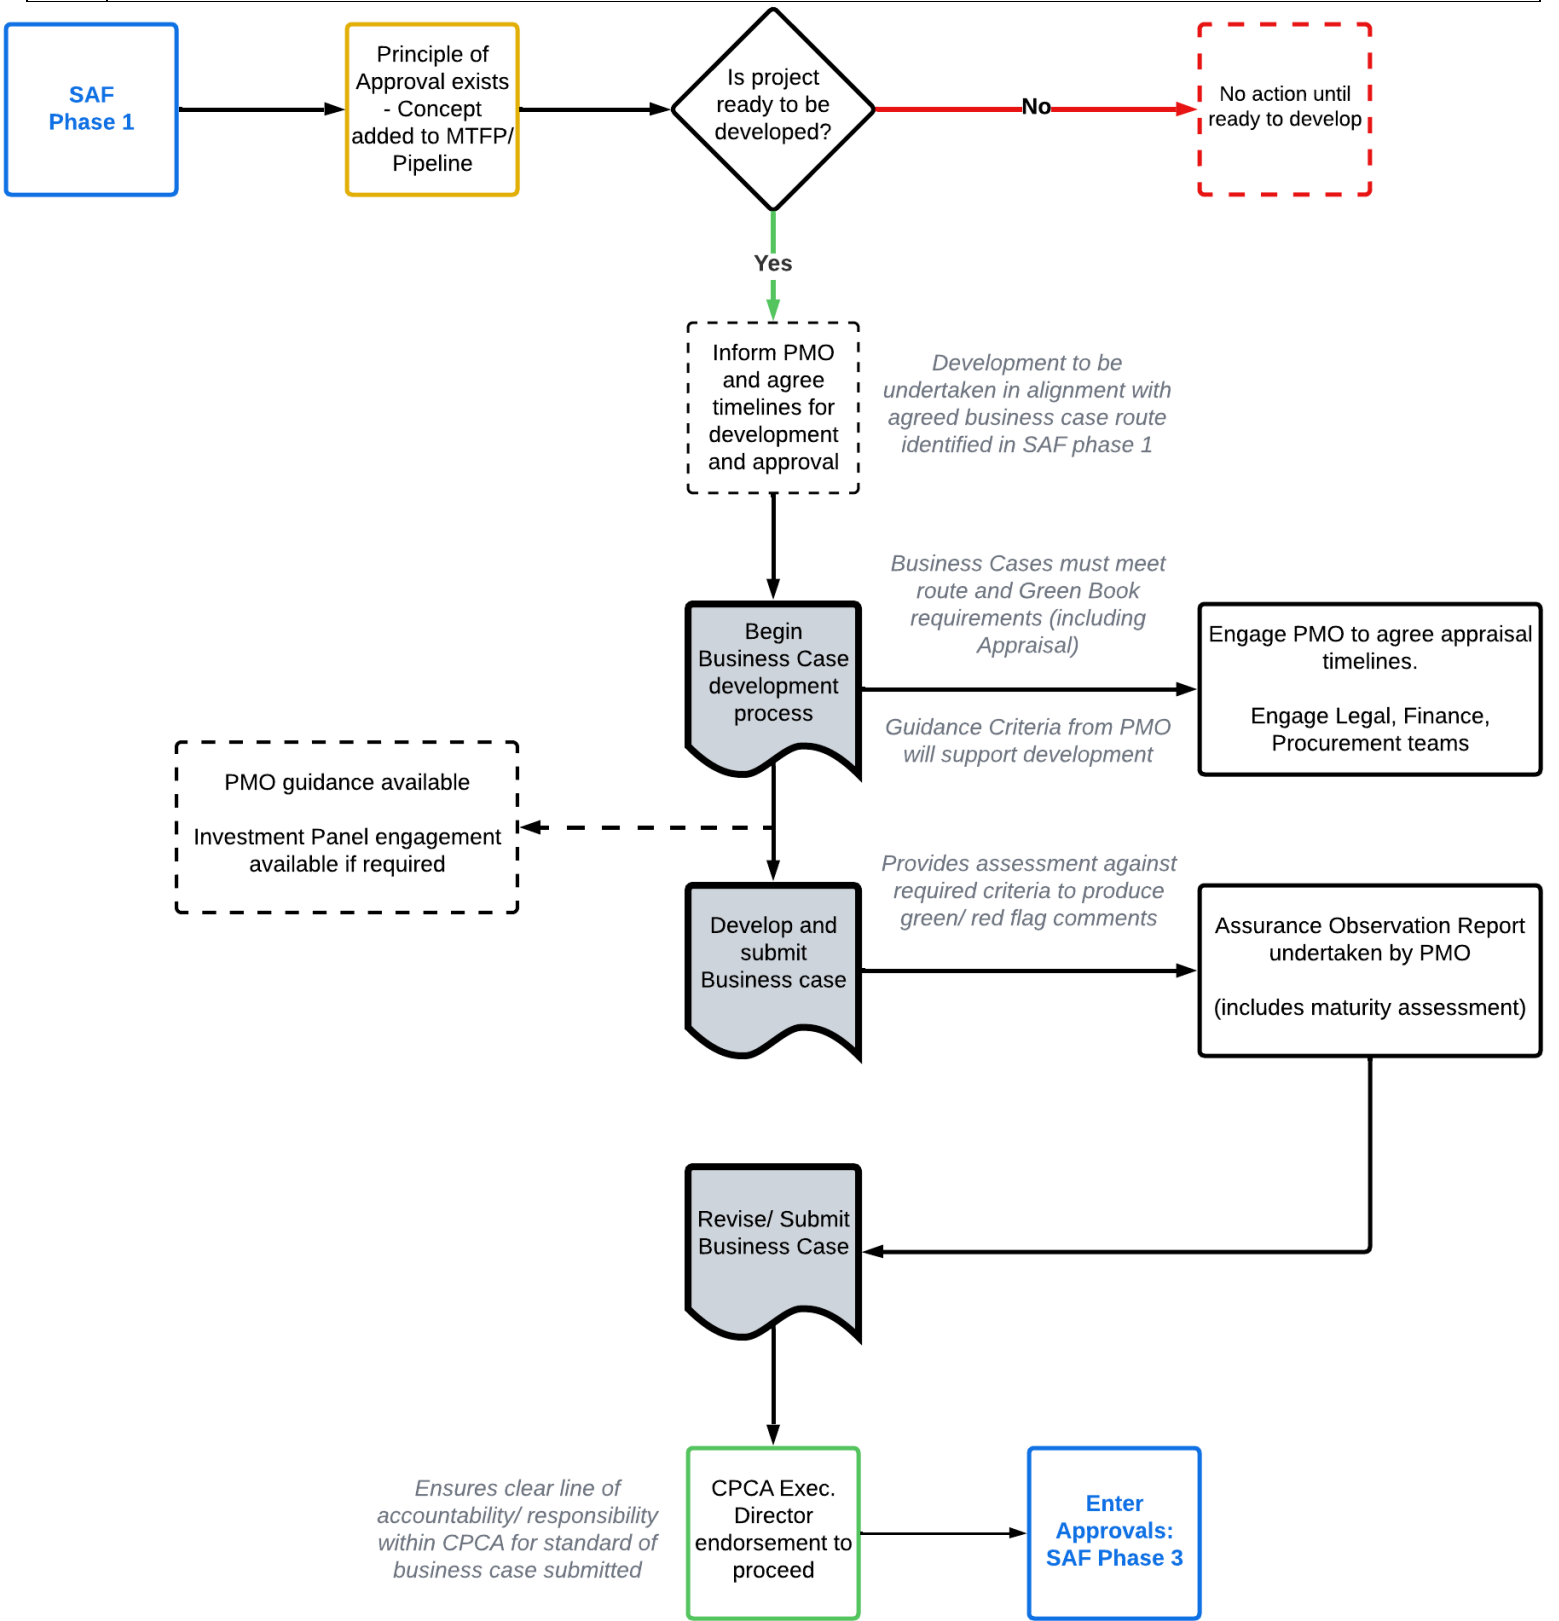 SAF
Phase 1
Principle of
Approval exists
- Concept
added to MTFP/
Pipeline
Is project
ready to be
developed?
No
No action until
ready to develop
Yes
Inform PMO
and agree
timelines for
development
and approval
Development to be
undertaken in alignment with
agreed business case route
identified in SAF phase 1
Begin
Business Case
development
process
Business Cases must meet
route and Green Book
requirements (including
Appraisal)
Guidance Criteria from PMO
will support development
Engage PMO to agree appraisal
timelines.
Engage Legal, Finance,
Procurement teams
PMO guidance available
Investment Panel engagement
available if required
Develop and
submit
Business case
Provides assessment against
required criteria to produce
green/ red flag comments
Assurance Observation Report
undertaken by PMO
(includes maturity assessment)
Revise/ Submit
Business Case
Ensures clear line of
accountability/ responsibility
within CPCA for standard of
business case submitted
CPCA Exec.
Director
endorsement to
proceed
Enter
Approvals:
SAF Phase 3